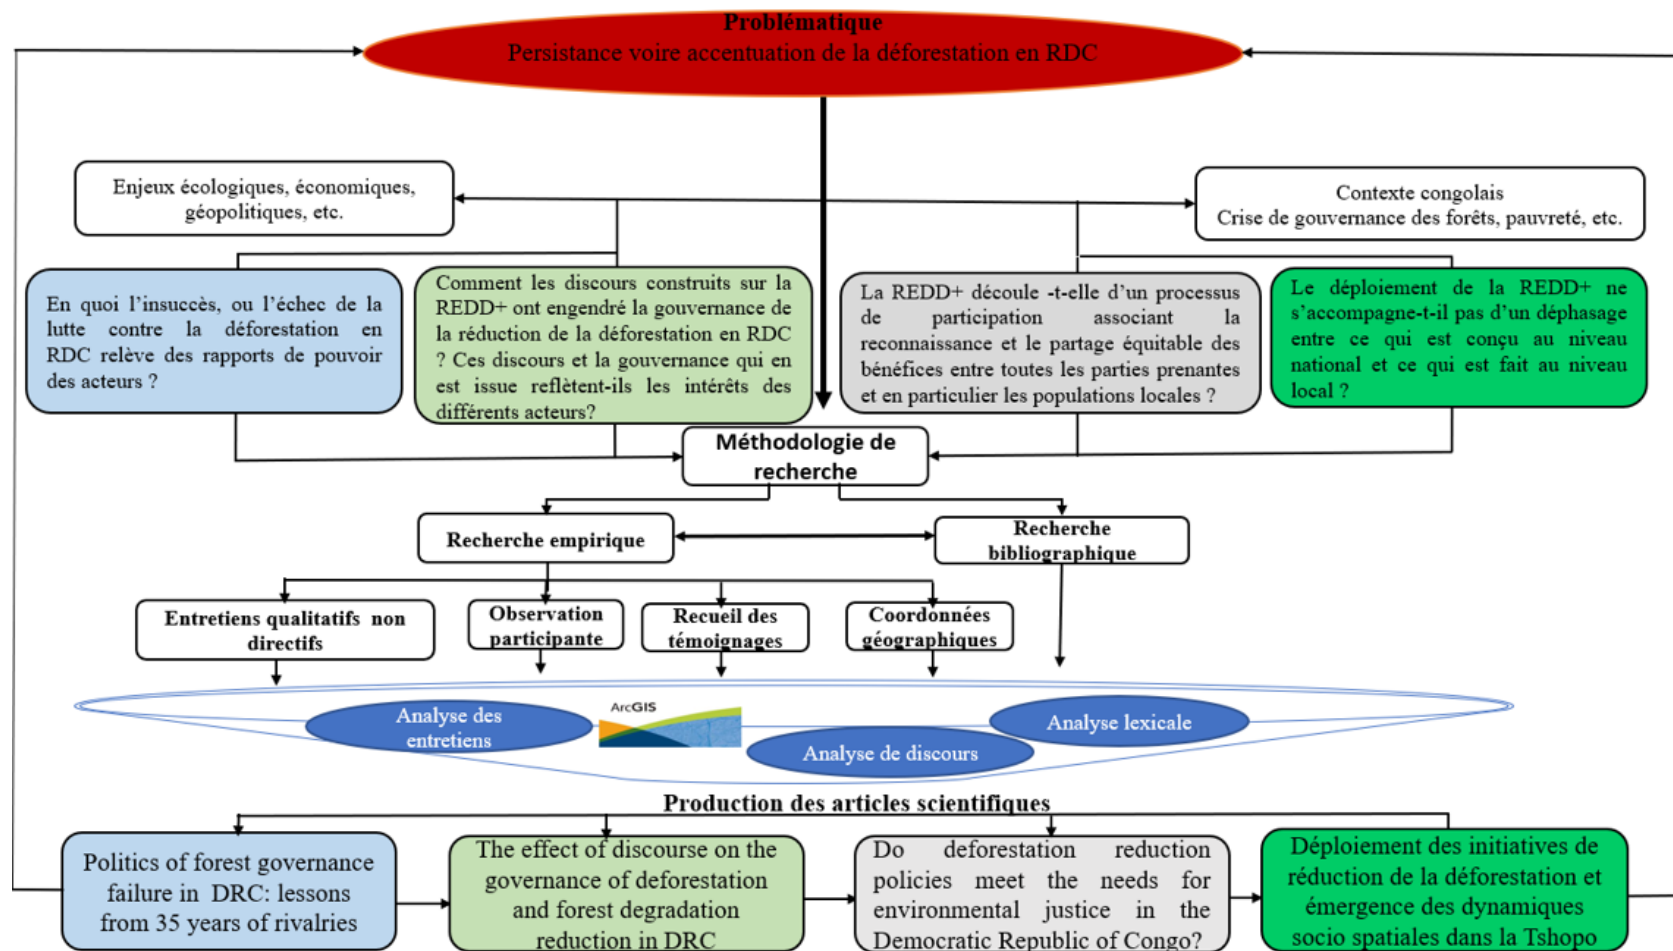 Problématique
Persistance voire accentuation de la déforestation en RDC
Enjeux écologiques, économiques,
géopolitiques, etc.
Contexte congolais
Crise de gouvernance des forêts, pauvreté, etc.
En quoi l'insuccès, ou l'échec de la
lutte contre la déforestation en
RDC relève des rapports de pouvoir
des acteurs ?
Comment les discours construits sur la
REDD+ ont engendré la gouvernance de
la réduction de la déforestation en RDC
? Ces discours et la gouvernance qui en
est issue reflètent-ils les intérêts des
différents acteurs?
La REDD+ découle -t-elle d'un processus
de participation associant la
reconnaissance et le partage équitable des
bénéfices entre toutes les parties prenantes
et en particulier les populations locales ?
Le déploiement de la REDD+ ne
s'accompagne-t-il pas d'un déphasage
entre ce qui est conçu au niveau
national et ce qui est fait au niveau
local ?
Méthodologie de
recherche
Recherche empirique
Recherche
bibliographique
Entretiens qualitatifs non
directifs
Observation
participante
Recueil des
témoignages
Coordonnées
géographiques
Analyse des
entretiens
ArcGIS
Analyse de discours
Analyse lexicale
Production des articles scientifiques
Politics of forest governance
failure in DRC: lessons
from 35 years of rivalries
The effect of discourse on the
governance of deforestation
and forest degradation
reduction in DRC
Do deforestation reduction
policies meet the needs for
environmental justice in the
Democratic Republic of Congo?
Déploiement des initiatives de
réduction de la déforestation et
émergence des dynamiques
socio spatiales dans la Tshopo